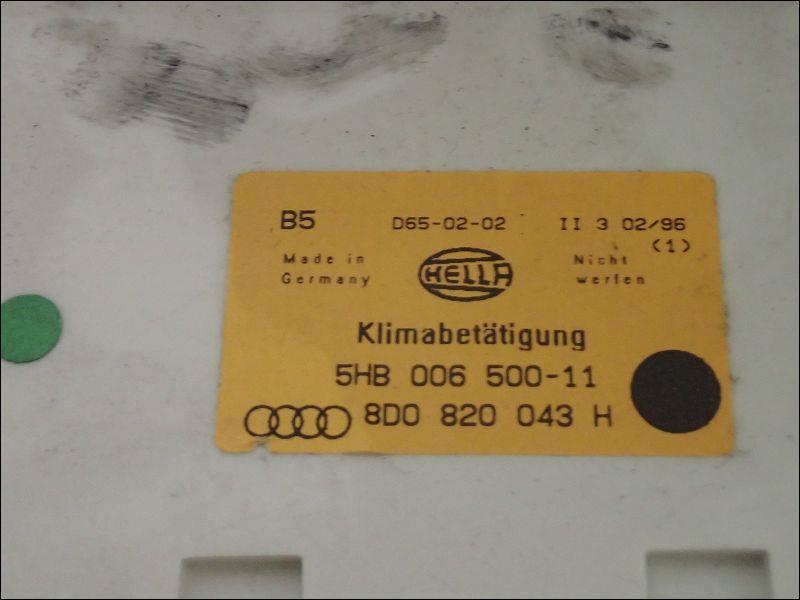 B5 D65-02-02 II 3 02/96
(1)
Made in Germany
HELLA
Nicht werfen
Klimabetätigung
5HB 006 500-11
8D0 820 043 H